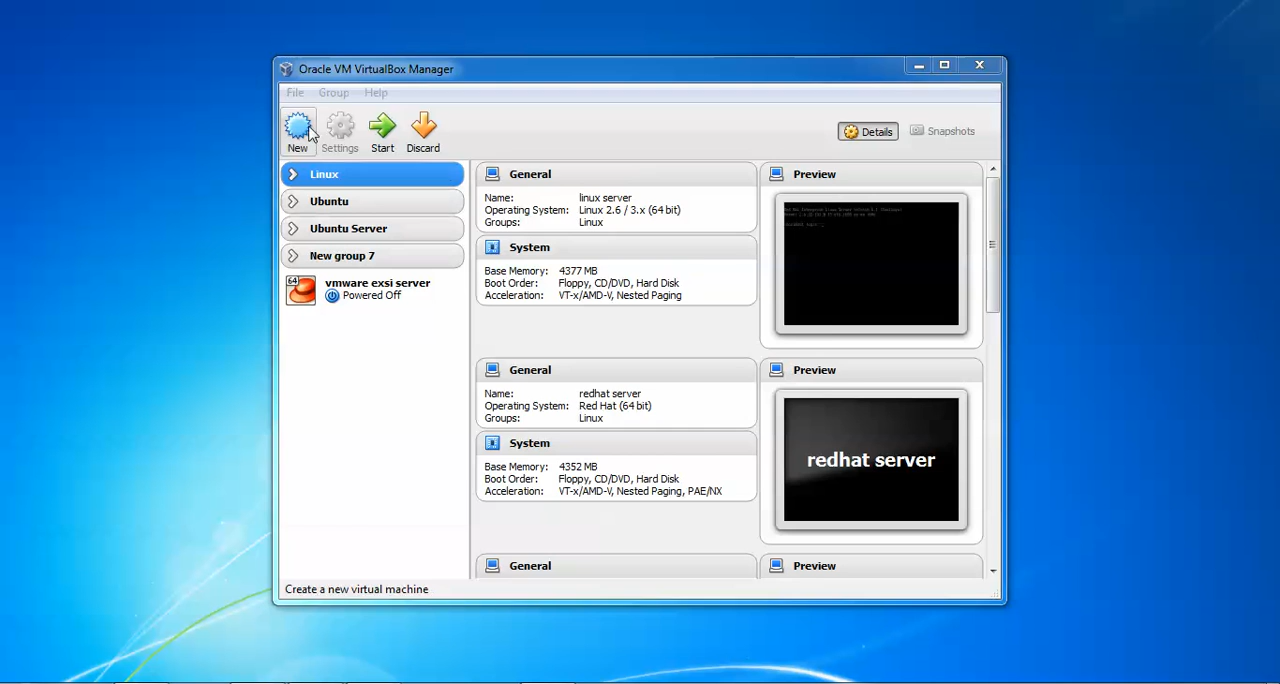 Oracle VM VirtualBox Manager
File Group Help
New Settings Start Discard
Details Snapshots
Linux
Ubuntu
Ubuntu Server
New group 7
64
vmware exsi server
Powered Off
General
Name: linux server
Operating System: Linux 2.6 / 3.x (64 bit)
Groups: Linux
System
Base Memory: 4377 MB
Boot Order: Floppy, CD/DVD, Hard Disk
Acceleration: VT-x/AMD-V, Nested Paging
Preview
General
Name: redhat server
Operating System: Red Hat (64 bit)
Groups: Linux
System
Base Memory: 4352 MB
Boot Order: Floppy, CD/DVD, Hard Disk
Acceleration: VT-x/AMD-V, Nested Paging, PAE/NX
Preview
redhat server
General
Preview
Create a new virtual machine